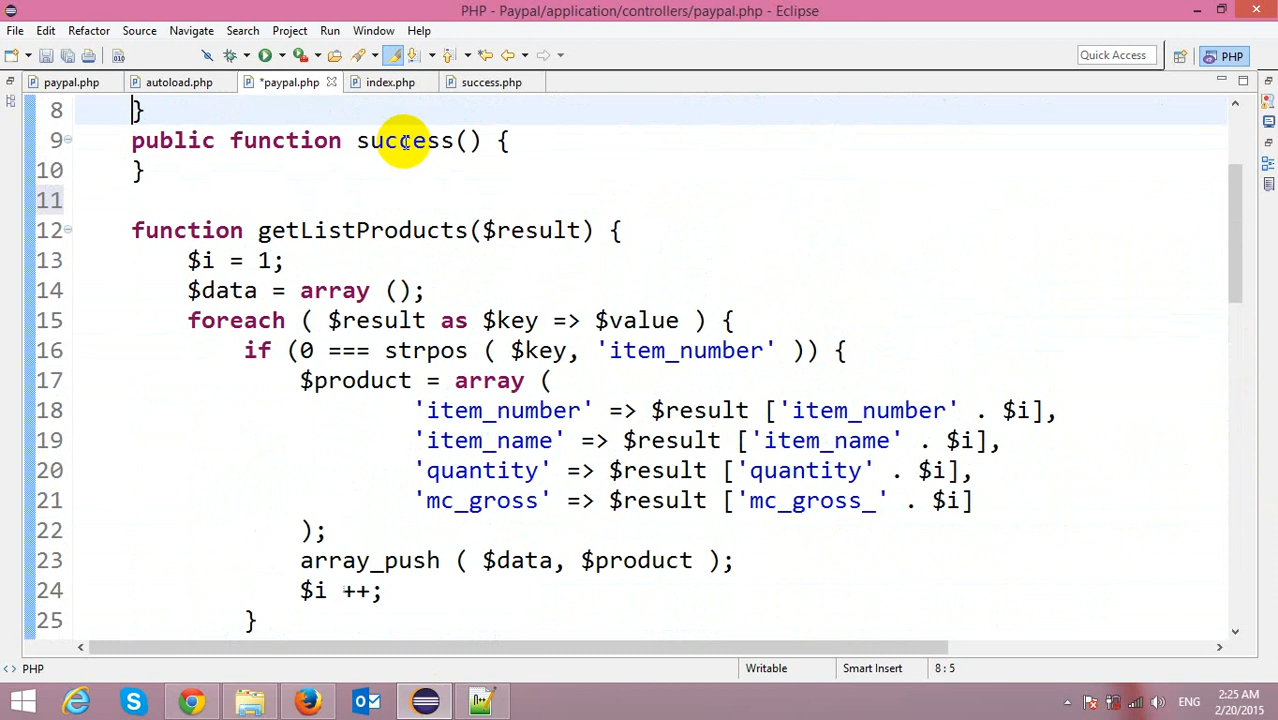 PHP - Paypal/application/controllers/paypal.php - Eclipse
File Edit Refactor Source Navigate Search Project Run Window Help
Quick Access PHP
paypal.php autoload.php *paypal.php index.php success.php
8 }
9 public function success() {
10 }
11
12 function getListProducts($result) {
13 $i = 1;
14 $data = array ();
15 foreach ( $result as $key => $value ) {
16 if (0 === strpos ( $key, 'item_number' )) {
17 $product = array (
18 'item_number' => $result ['item_number' . $i],
19 'item_name' => $result ['item_name' . $i],
20 'quantity' => $result ['quantity' . $i],
21 'mc_gross' => $result ['mc_gross_' . $i]
22 );
23 array_push ( $data, $product );
24 $i ++;
25 }
PHP Writable Smart Insert 8 : 5
ENG 2:25 AM
2/20/2015